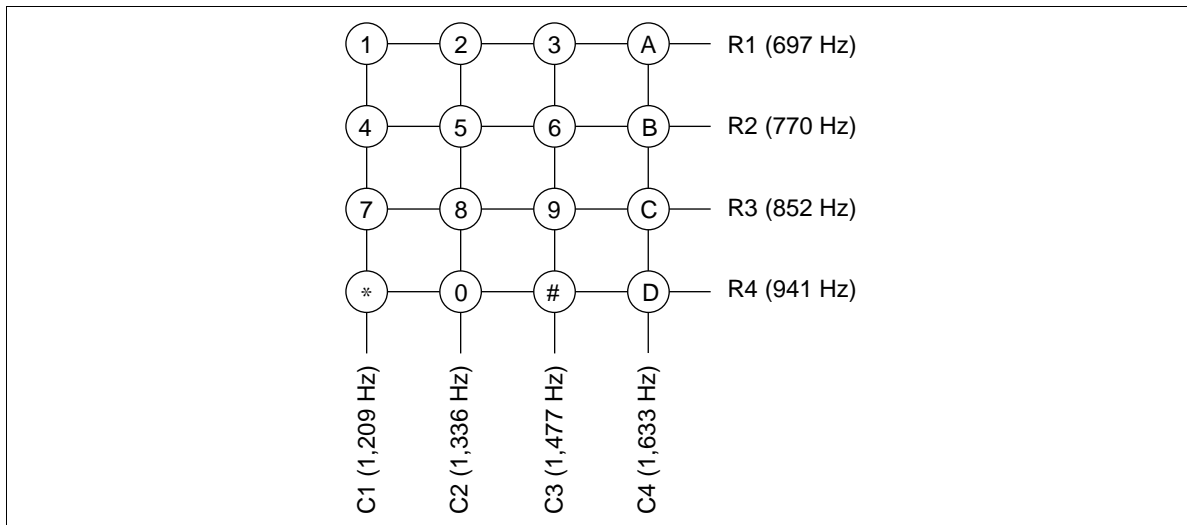 1 2 3 A R1 (697 Hz)
4 5 6 B R2 (770 Hz)
7 8 9 C R3 (852 Hz)
* 0 # D R4 (941 Hz)
C1 (1,209 Hz)
C2 (1,336 Hz)
C3 (1,477 Hz)
C4 (1,633 Hz)